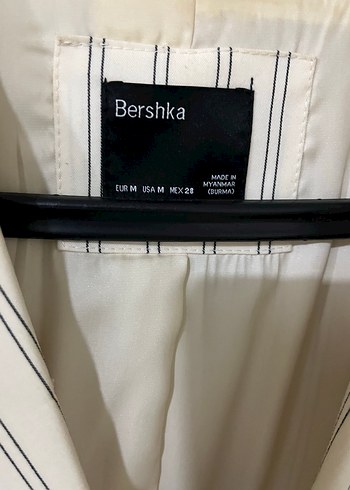 Bershka
MADE IN
MYANMAR
(BURMA)
EUR M USA M MEX 28